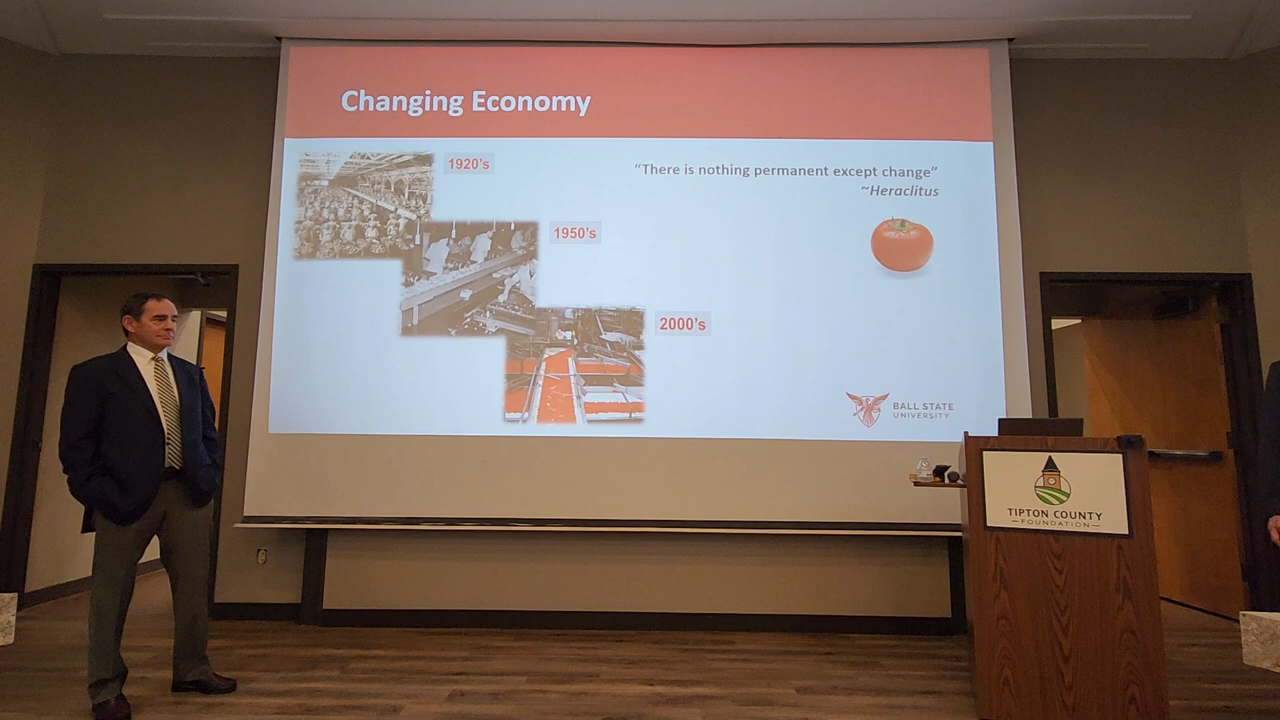 Changing Economy
1920's
"There is nothing permanent except change"
~Heraclitus
1950's
2000's
BALL STATE
UNIVERSITY
TIPTON COUNTY
FOUNDATION